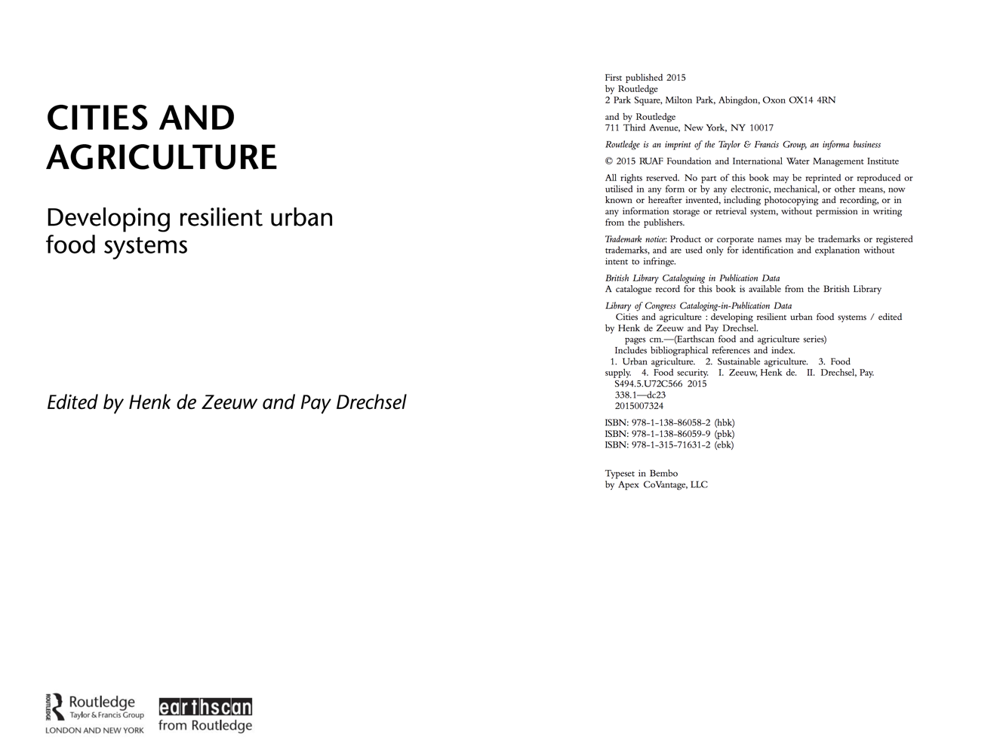 CITIES AND
AGRICULTURE
Developing resilient urban
food systems
Edited by Henk de Zeeuw and Pay Drechsel
ROUTLEDGE
Routledge
Taylor & Francis Group
LONDON AND NEW YORK
earthscan
from Routledge
First published 2015
by Routledge
2 Park Square, Milton Park, Abingdon, Oxon OX14 4RN
and by Routledge
711 Third Avenue, New York, NY 10017
Routledge is an imprint of the Taylor & Francis Group, an informa business
© 2015 RUAF Foundation and International Water Management Institute
All rights reserved. No part of this book may be reprinted or reproduced or
utilised in any form or by any electronic, mechanical, or other means, now
known or hereafter invented, including photocopying and recording, or in
any information storage or retrieval system, without permission in writing
from the publishers.
Trademark notice: Product or corporate names may be trademarks or registered
trademarks, and are used only for identification and explanation without
intent to infringe.
British Library Cataloguing in Publication Data
A catalogue record for this book is available from the British Library
Library of Congress Cataloging-in-Publication Data
Cities and agriculture : developing resilient urban food systems / edited
by Henk de Zeeuw and Pay Drechsel.
pages cm.—(Earthscan food and agriculture series)
Includes bibliographical references and index.
1. Urban agriculture. 2. Sustainable agriculture. 3. Food
supply. 4. Food security. I. Zeeuw, Henk de. II. Drechsel, Pay.
S494.5.U72C566 2015
338.1—dc23
2015007324
ISBN: 978-1-138-86058-2 (hbk)
ISBN: 978-1-138-86059-9 (pbk)
ISBN: 978-1-315-71631-2 (ebk)
Typeset in Bembo
by Apex CoVantage, LLC